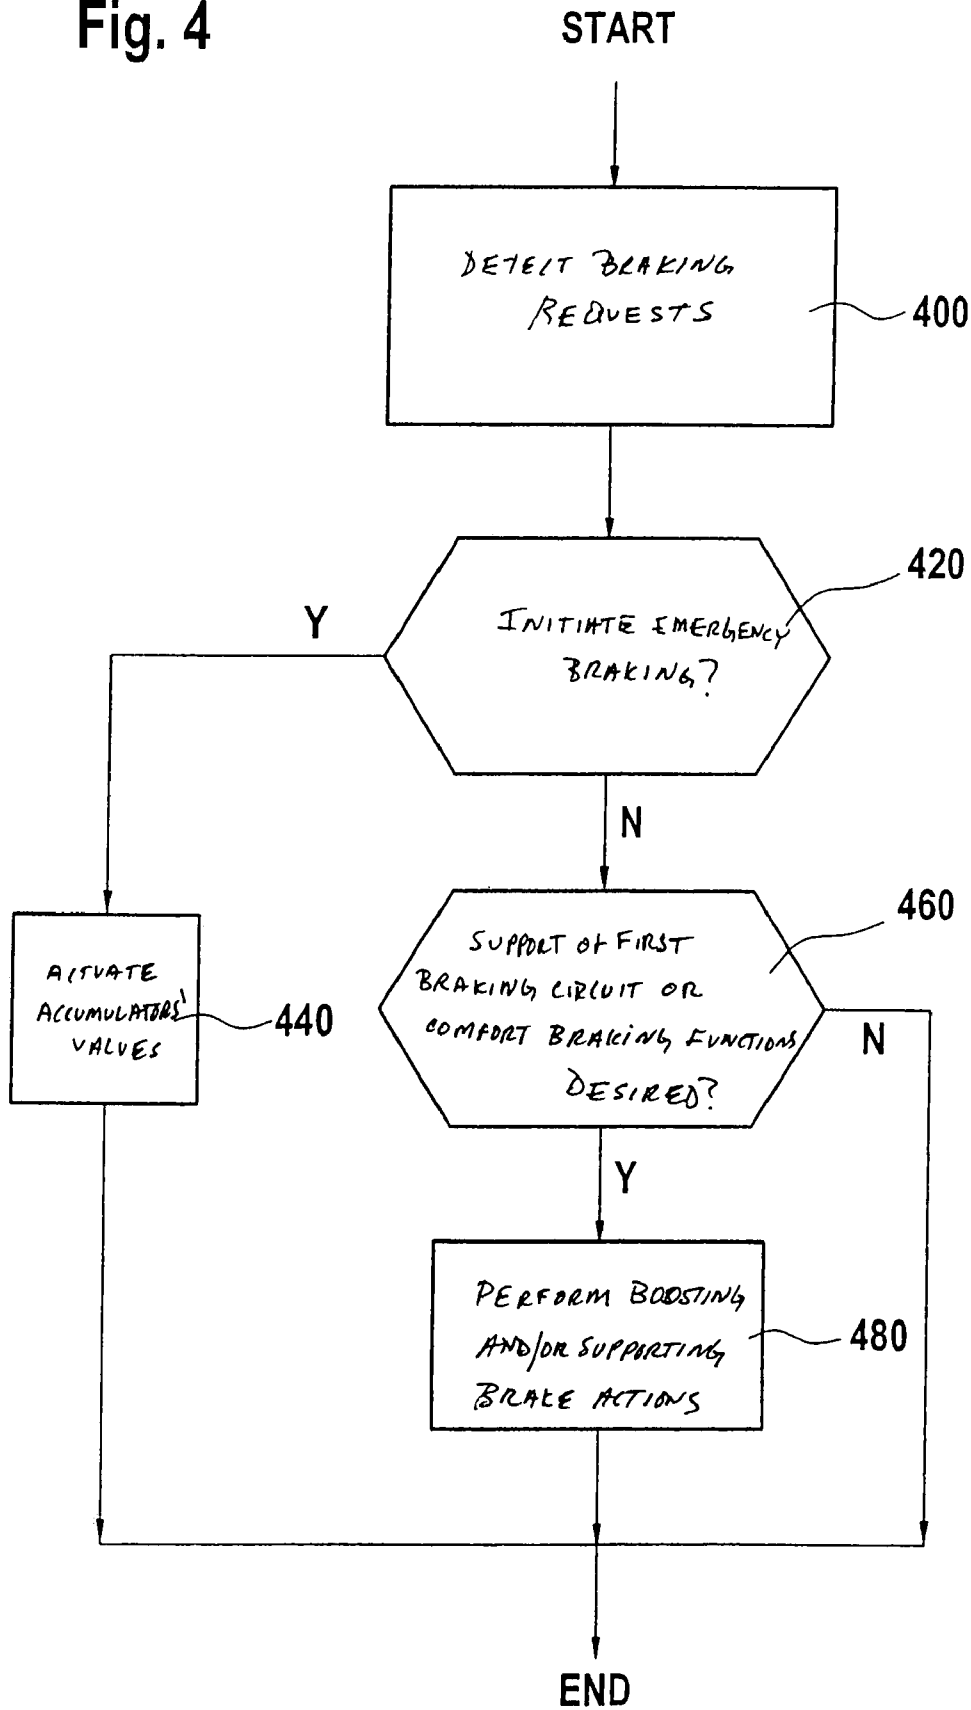 Fig. 4
START
DETECT BRAKING
REQUESTS
400
420
INITIATE EMERGENCY
BRAKING?
Y
N
460
SUPPORT OF FIRST
BRAKING CIRCUIT OR
COMFORT BRAKING FUNCTIONS
DESIRED?
N
ACTUATE
ACCUMULATORS'
VALUES
440
Y
PERFORM BOOSTING
AND/OR SUPPORTING
BRAKE ACTIONS
480
END